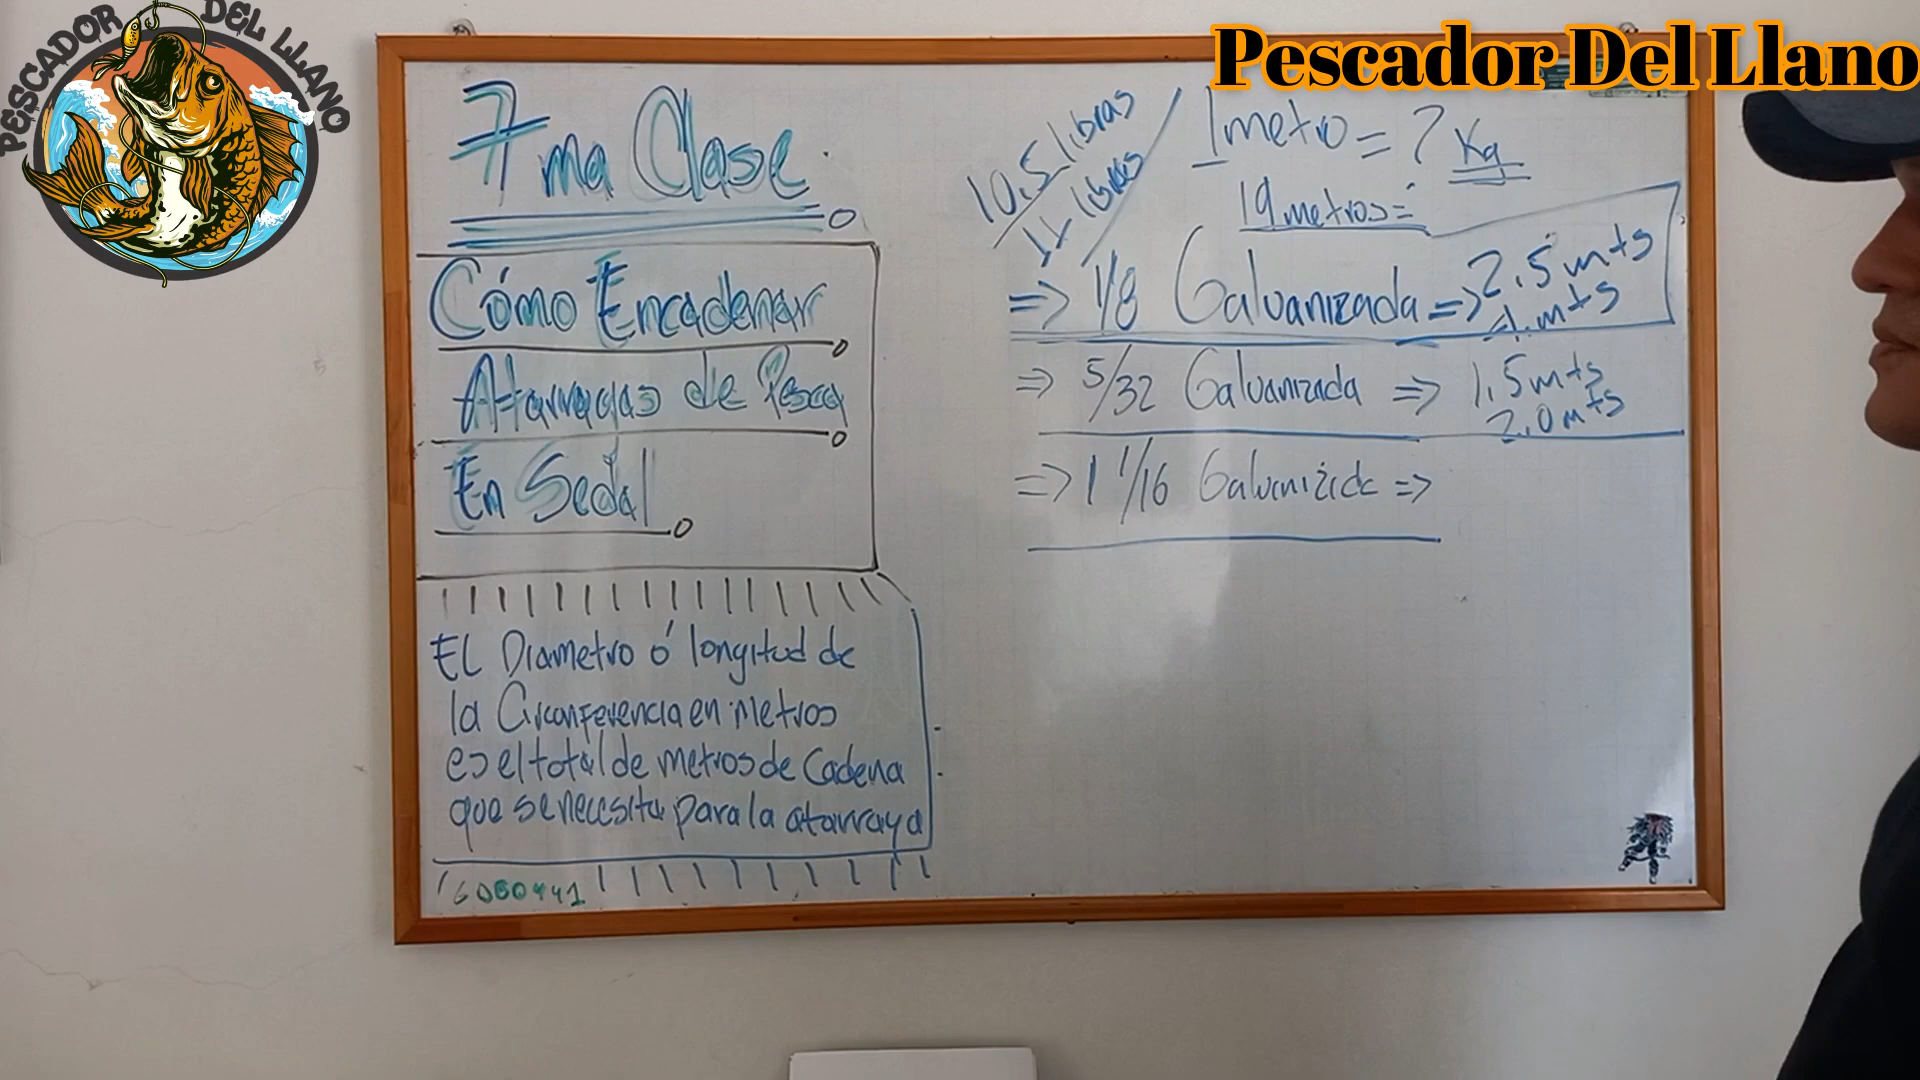 PESCADOR DEL LLANO
Pescador Del Llano
7ma Clase
Cómo Encadenar
Atarrayas de Pesca
En Sedal
El Diametro ó longitud de
la Circunferencia en metros
es el total de metros de Cadena
que se necesita para la atarraya
10.5 libras
11 libras
1 metro = ? Kg
19 metros =
=> 1/8 Galvanizada => 2.5 mts
mts
=> 5/32 Galvanizada => 1,5 mts
2.0 mts
=> 1 1/16 Galvanizida =>